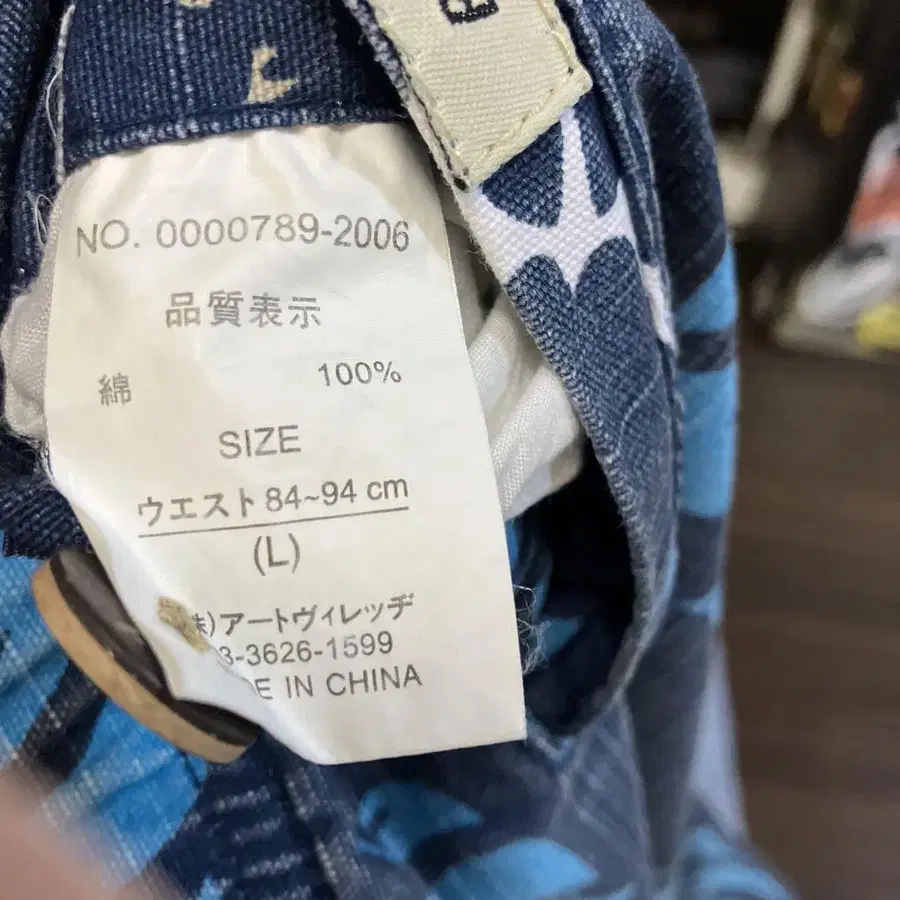 NO. 0000789-2006
品質表示
綿 100%
SIZE
ウエスト 84~94 cm
(L)
株)アートヴィレッヂ
3-3626-1599
E IN CHINA